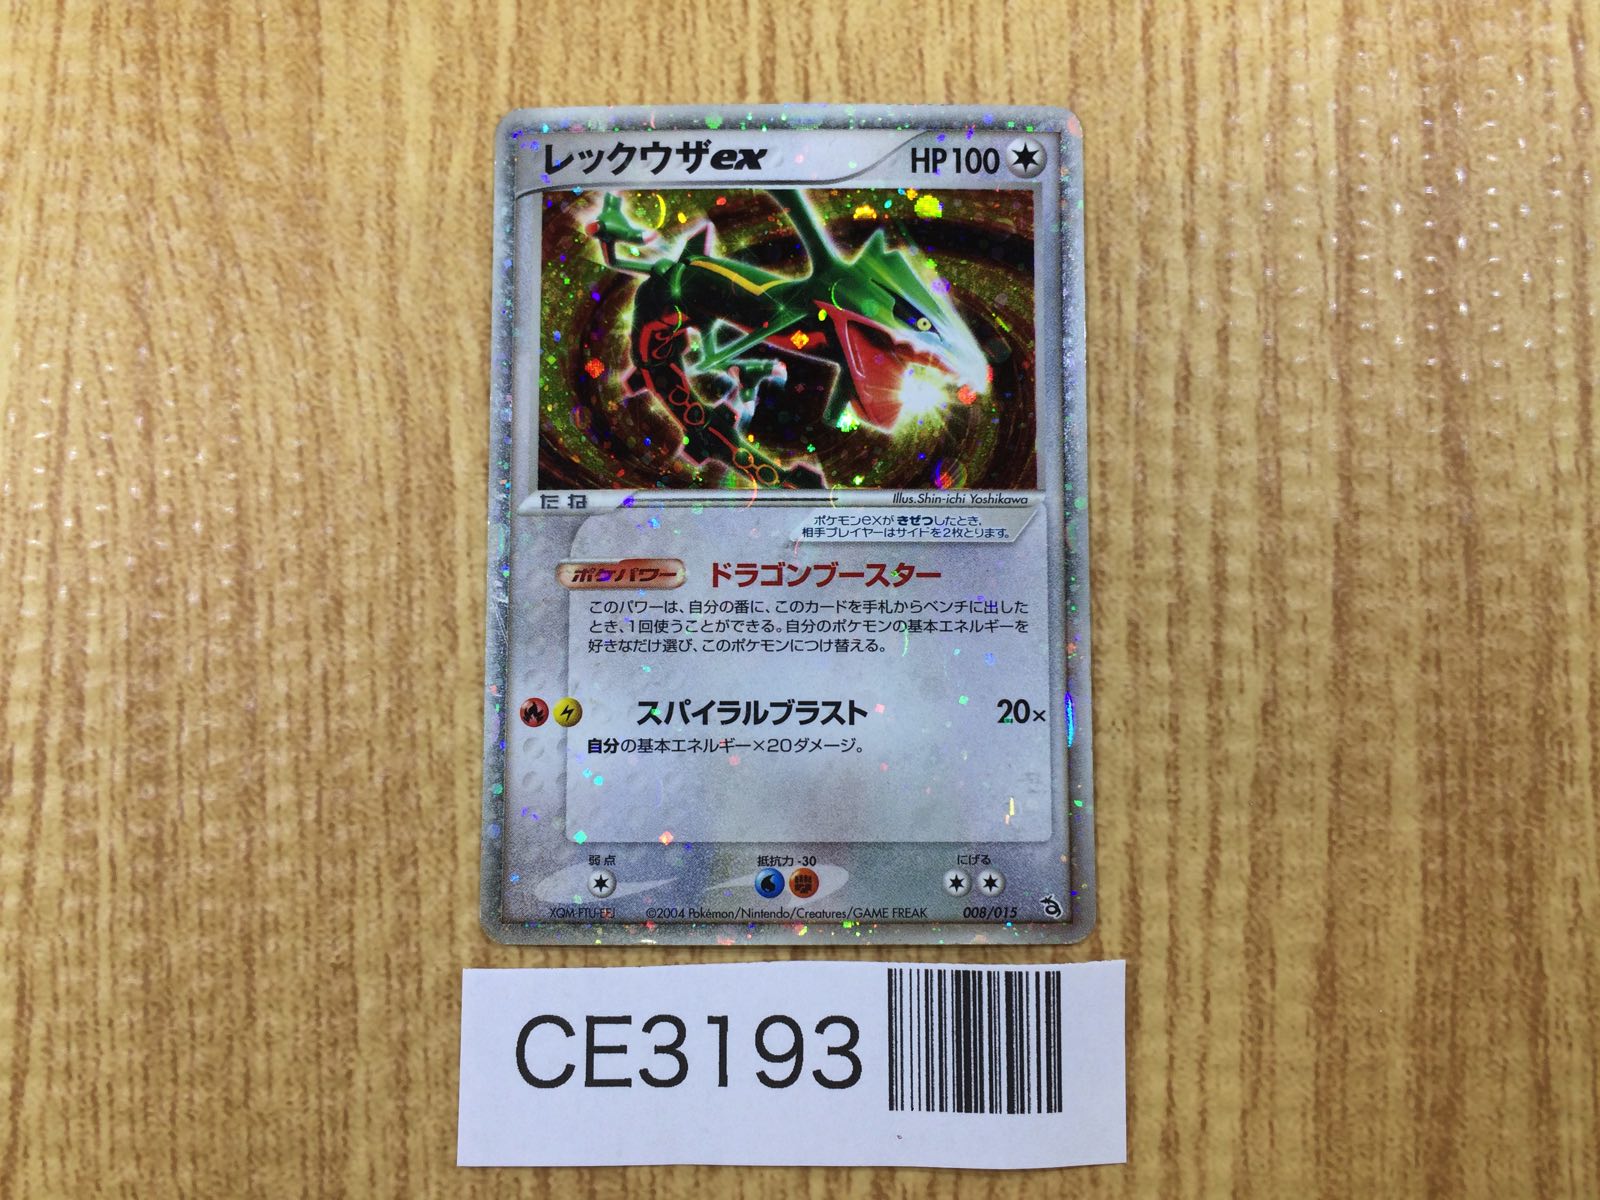 レックウザex HP100
たね
Illus.Shin-ichi Yoshikawa
ポケモンexがきぜつしたとき、
相手プレイヤーはサイドを2枚とります。
ポケパワー ドラゴンブースター
このパワーは、自分の番に、このカードを手札からベンチに出した
とき、1回使うことができる。自分のポケモンの基本エネルギーを
好きなだけ選び、このポケモンにつけ替える。
スパイラルブラスト 20×
自分の基本エネルギー×20ダメージ。
弱点 抵抗力 -30 にげる
©2004 Pokémon/Nintendo/Creatures/GAME FREAK 008/015
CE3193